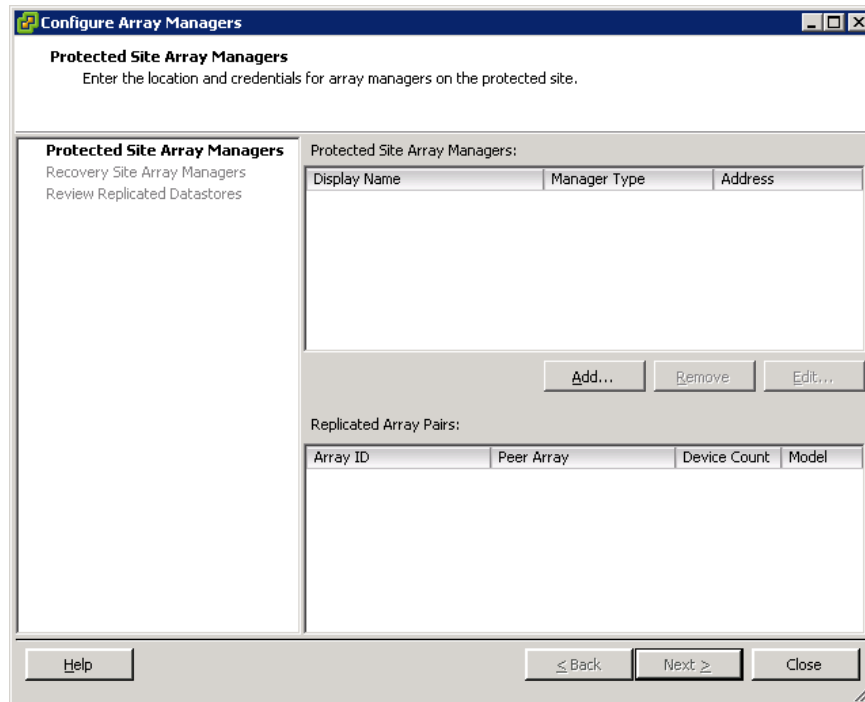 Configure Array Managers
Protected Site Array Managers
Enter the location and credentials for array managers on the protected site.
Protected Site Array Managers
Recovery Site Array Managers
Review Replicated Datastores
Protected Site Array Managers:
Display Name Manager Type Address
Add... Remove Edit...
Replicated Array Pairs:
Array ID Peer Array Device Count Model
Help ≤ Back Next ≥ Close